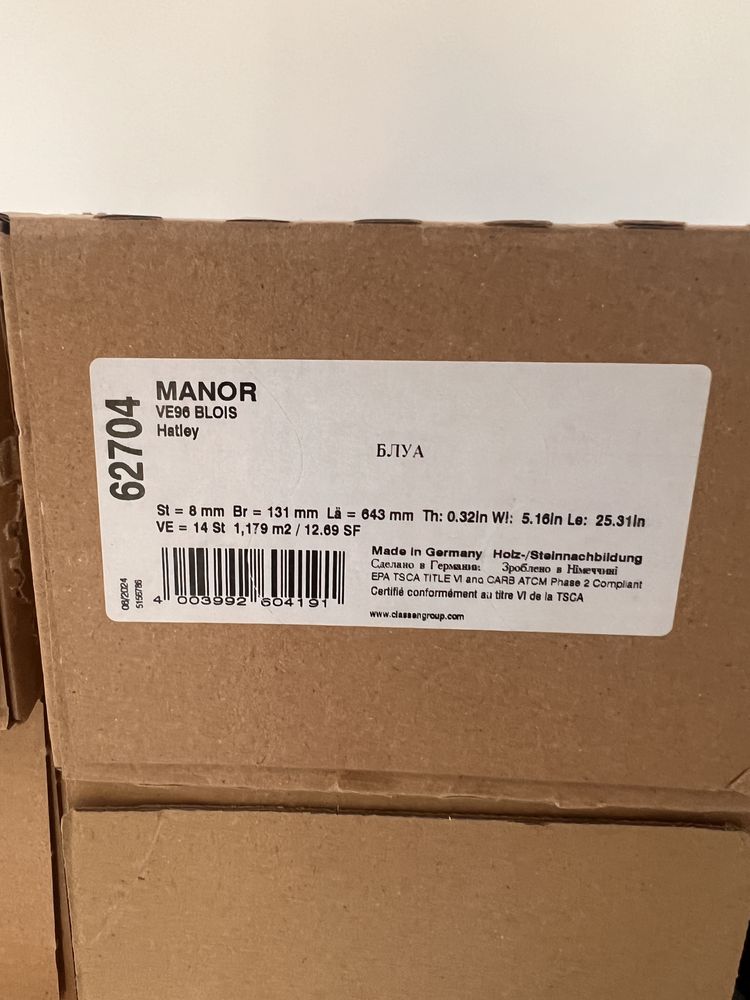 62704
MANOR
VE96 BLOIS
Hatley
БЛУА
St = 8 mm Br = 131 mm Lä = 643 mm Th: 0.32in Wi: 5.16in Le: 25.31in
VE = 14 St 1,179 m2 / 12.69 SF
08/2024
5155786
4 003992 604191
Made in Germany Holz-/Steinnachbildung
Сделано в Германии: Зроблено в Німеччині
EPA TSCA TITLE VI and CARB ATCM Phase 2 Compliant
Certifié conformément au titre VI de la TSCA
www.classengroup.com